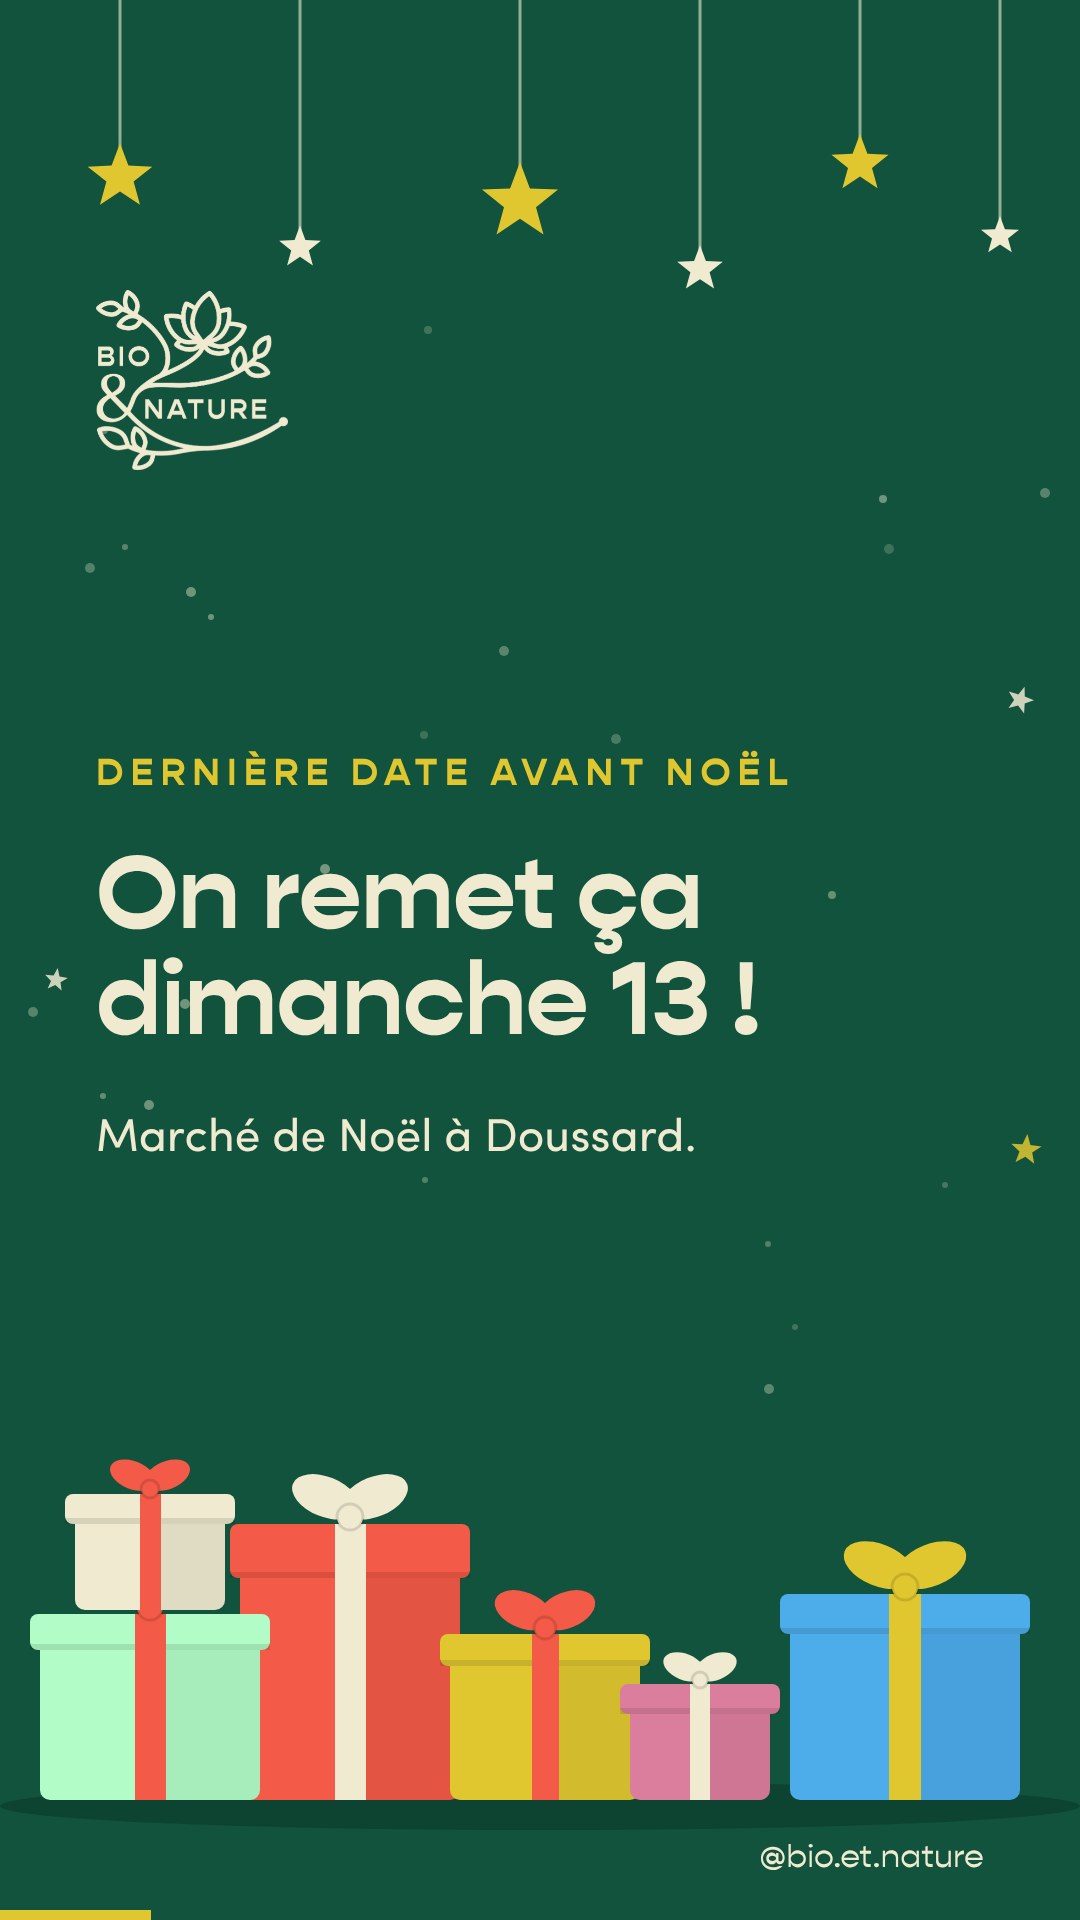 BIO
& NATURE
DERNIÈRE DATE AVANT NOËL
On remet ça
dimanche 13 !
Marché de Noël à Doussard.
@bio.et.nature